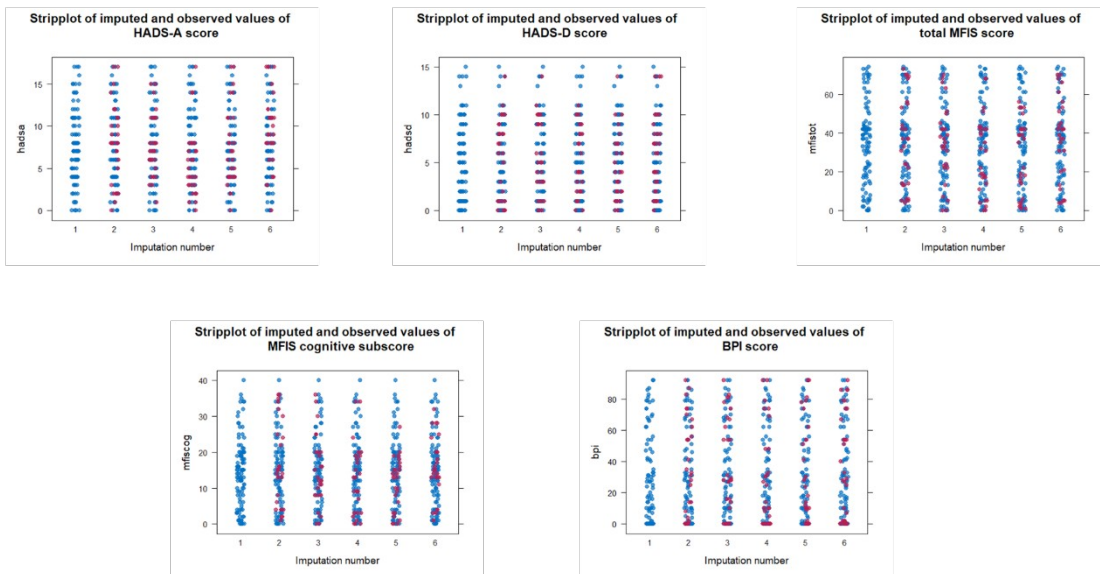 Stripplot of imputed and observed values of
HADS-A score
hadsa
15
10
5
0
1 2 3 4 5 6
Imputation number
Stripplot of imputed and observed values of
HADS-D score
hadsd
15
10
5
0
1 2 3 4 5 6
Imputation number
Stripplot of imputed and observed values of
total MFIS score
mfistot
60
40
20
0
1 2 3 4 5 6
Imputation number
Stripplot of imputed and observed values of
MFIS cognitive subscore
mfiscog
40
30
20
10
0
1 2 3 4 5 6
Imputation number
Stripplot of imputed and observed values of
BPI score
bpi
80
60
40
20
0
1 2 3 4 5 6
Imputation number